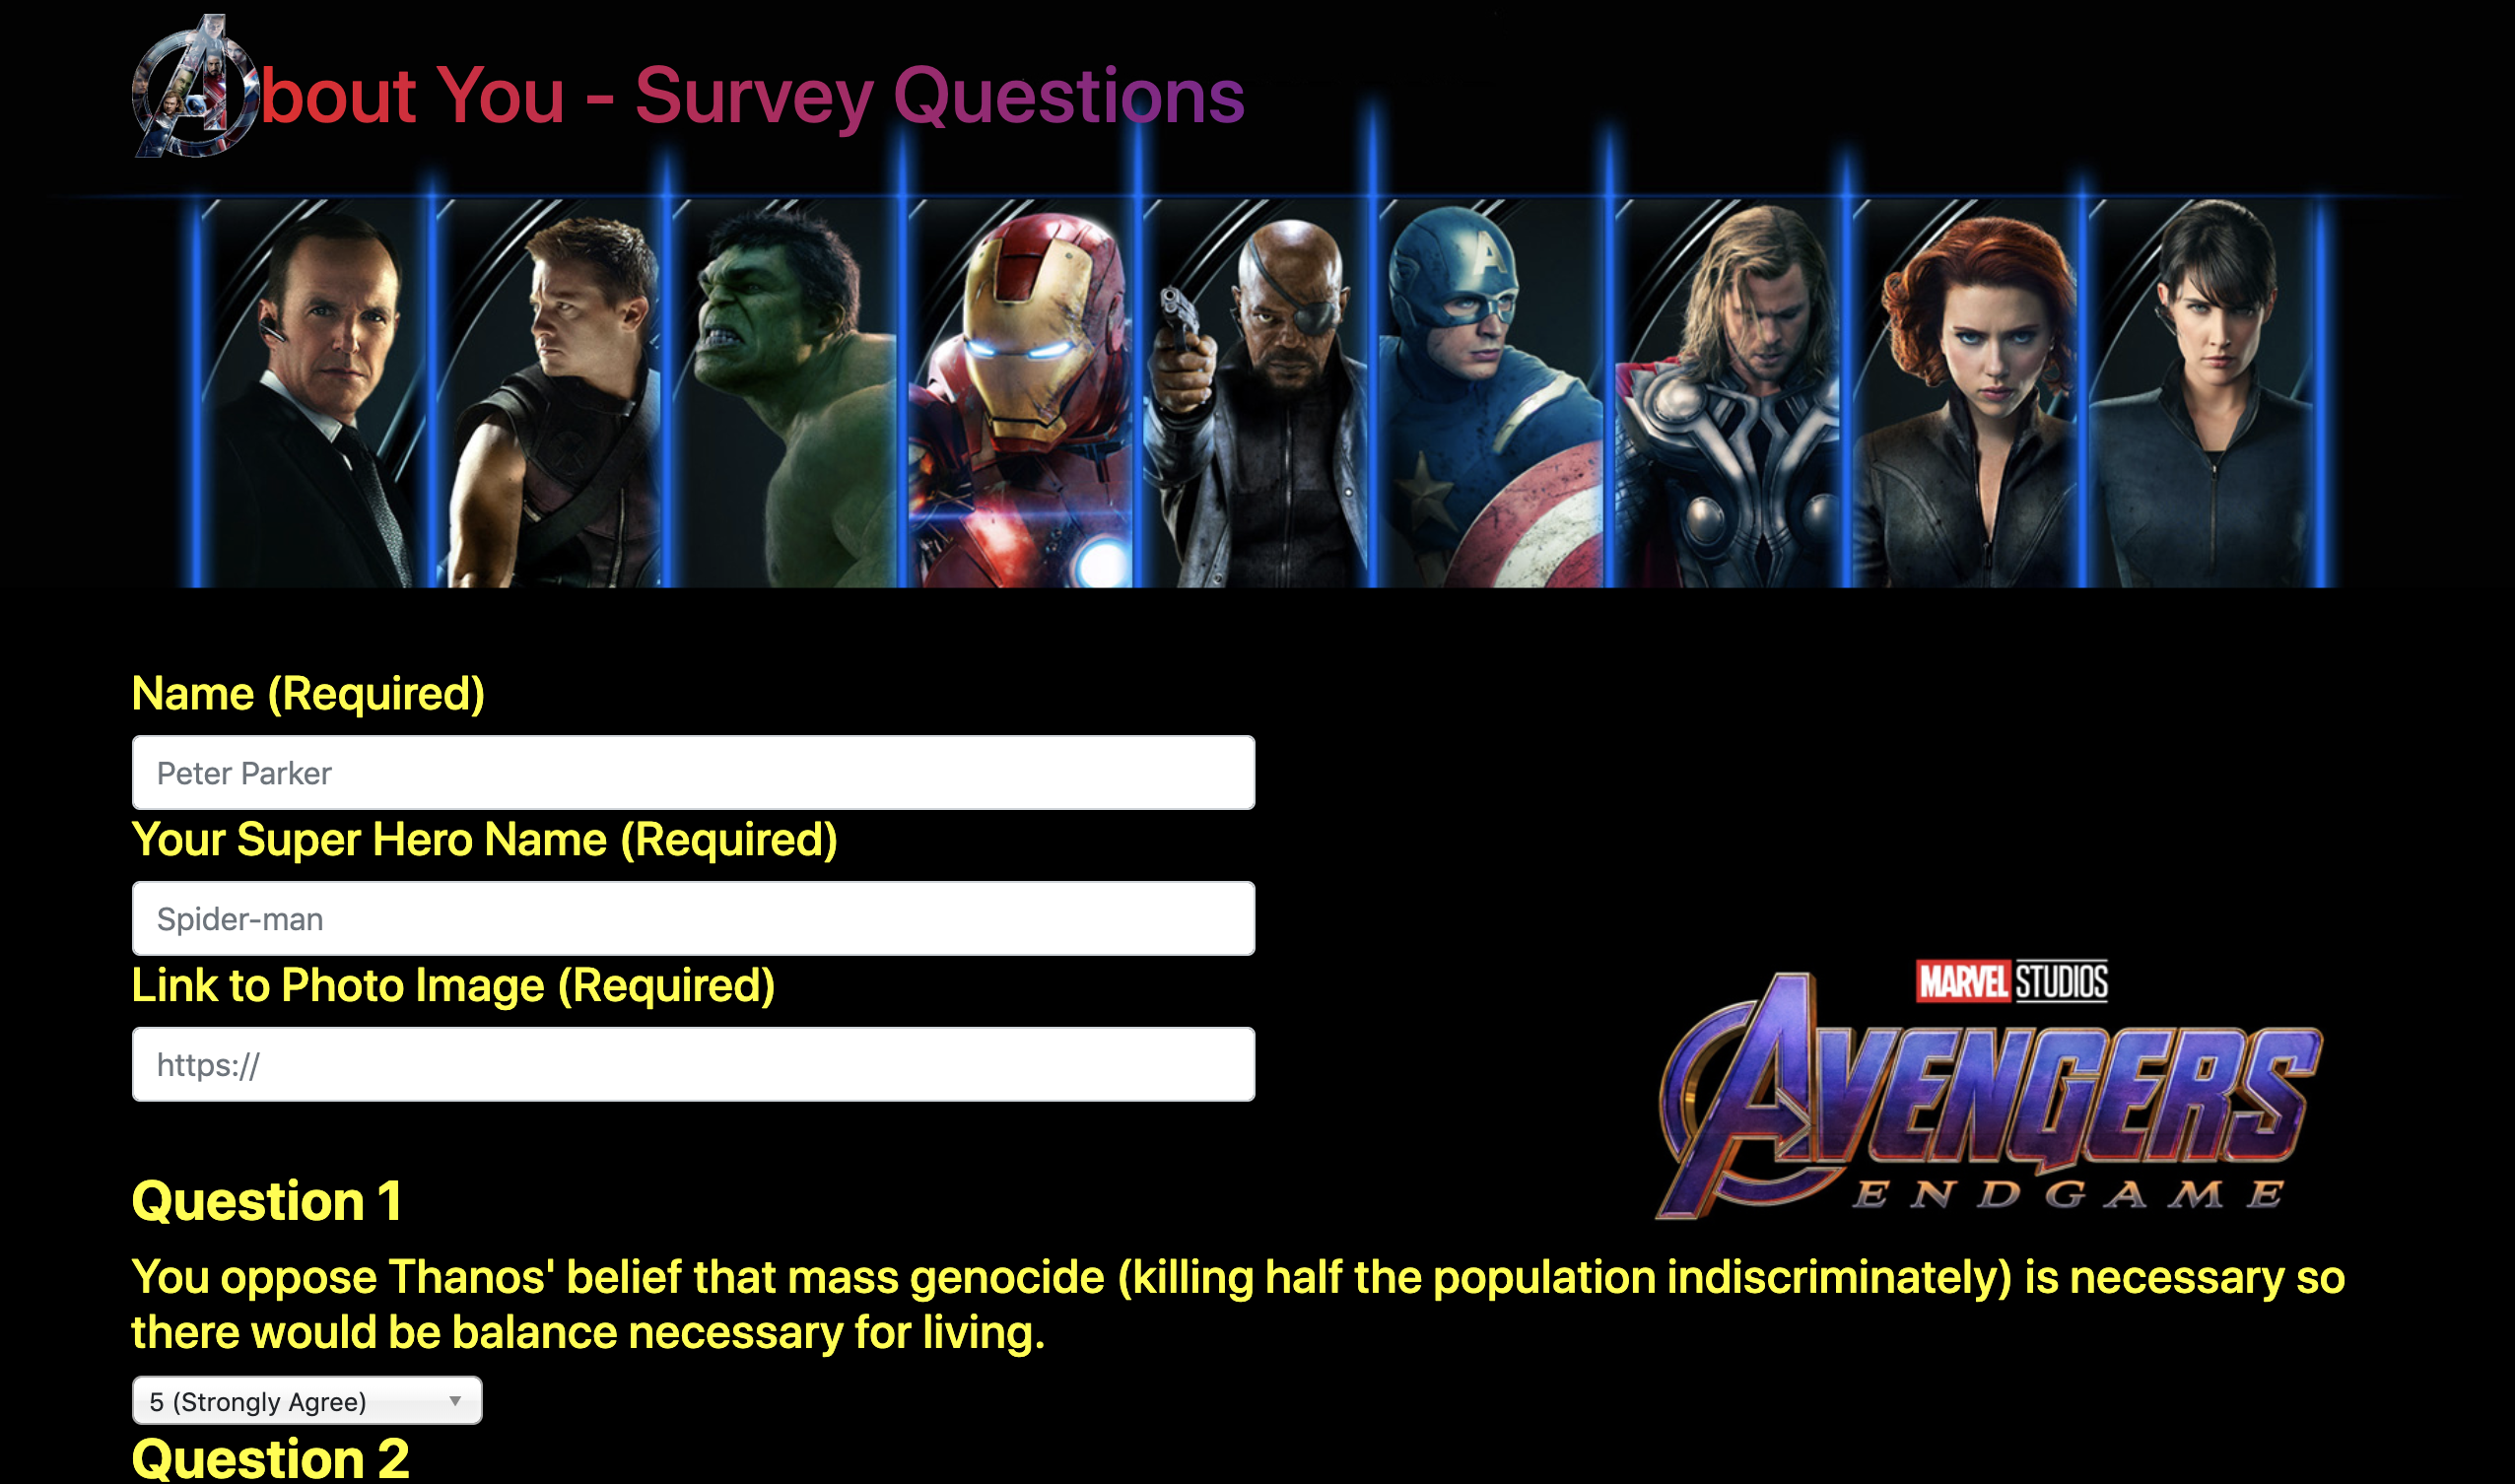 About You - Survey Questions
A
Name (Required)
Peter Parker
Your Super Hero Name (Required)
Spider-man
Link to Photo Image (Required)
https://
MARVEL STUDIOS
AVENGERS
ENDGAME
Question 1
You oppose Thanos' belief that mass genocide (killing half the population indiscriminately) is necessary so
there would be balance necessary for living.
5 (Strongly Agree)
Question 2